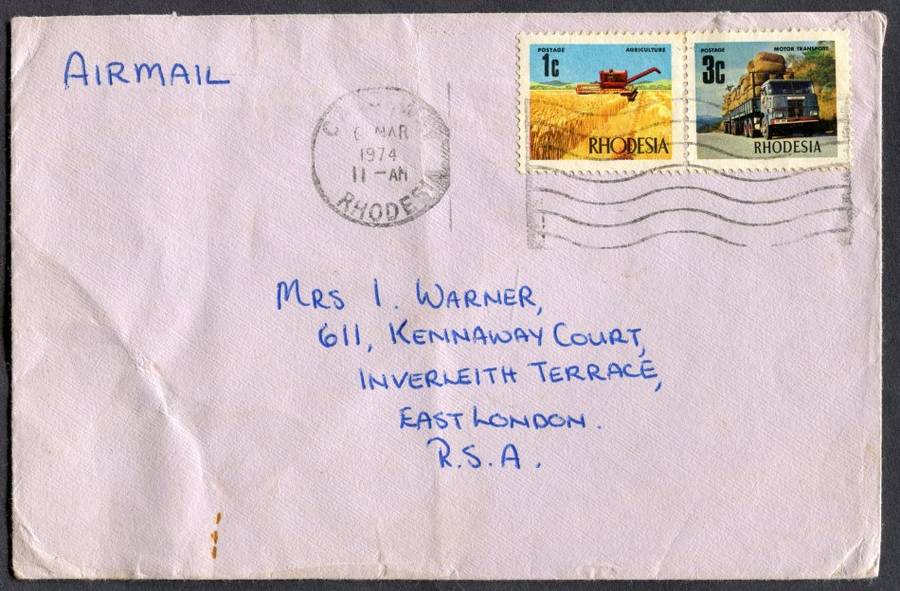 AIRMAIL
POSTAGE AGRICULTURE
1c
RHODESIA
POSTAGE MOTOR TRANSPORT
3c
RHODESIA
MAR
1974
11-AM
RHODESIA
MRS I. WARNER,
611, KENNAWAY COURT,
INVERLEITH TERRACE,
EAST LONDON.
R.S.A.